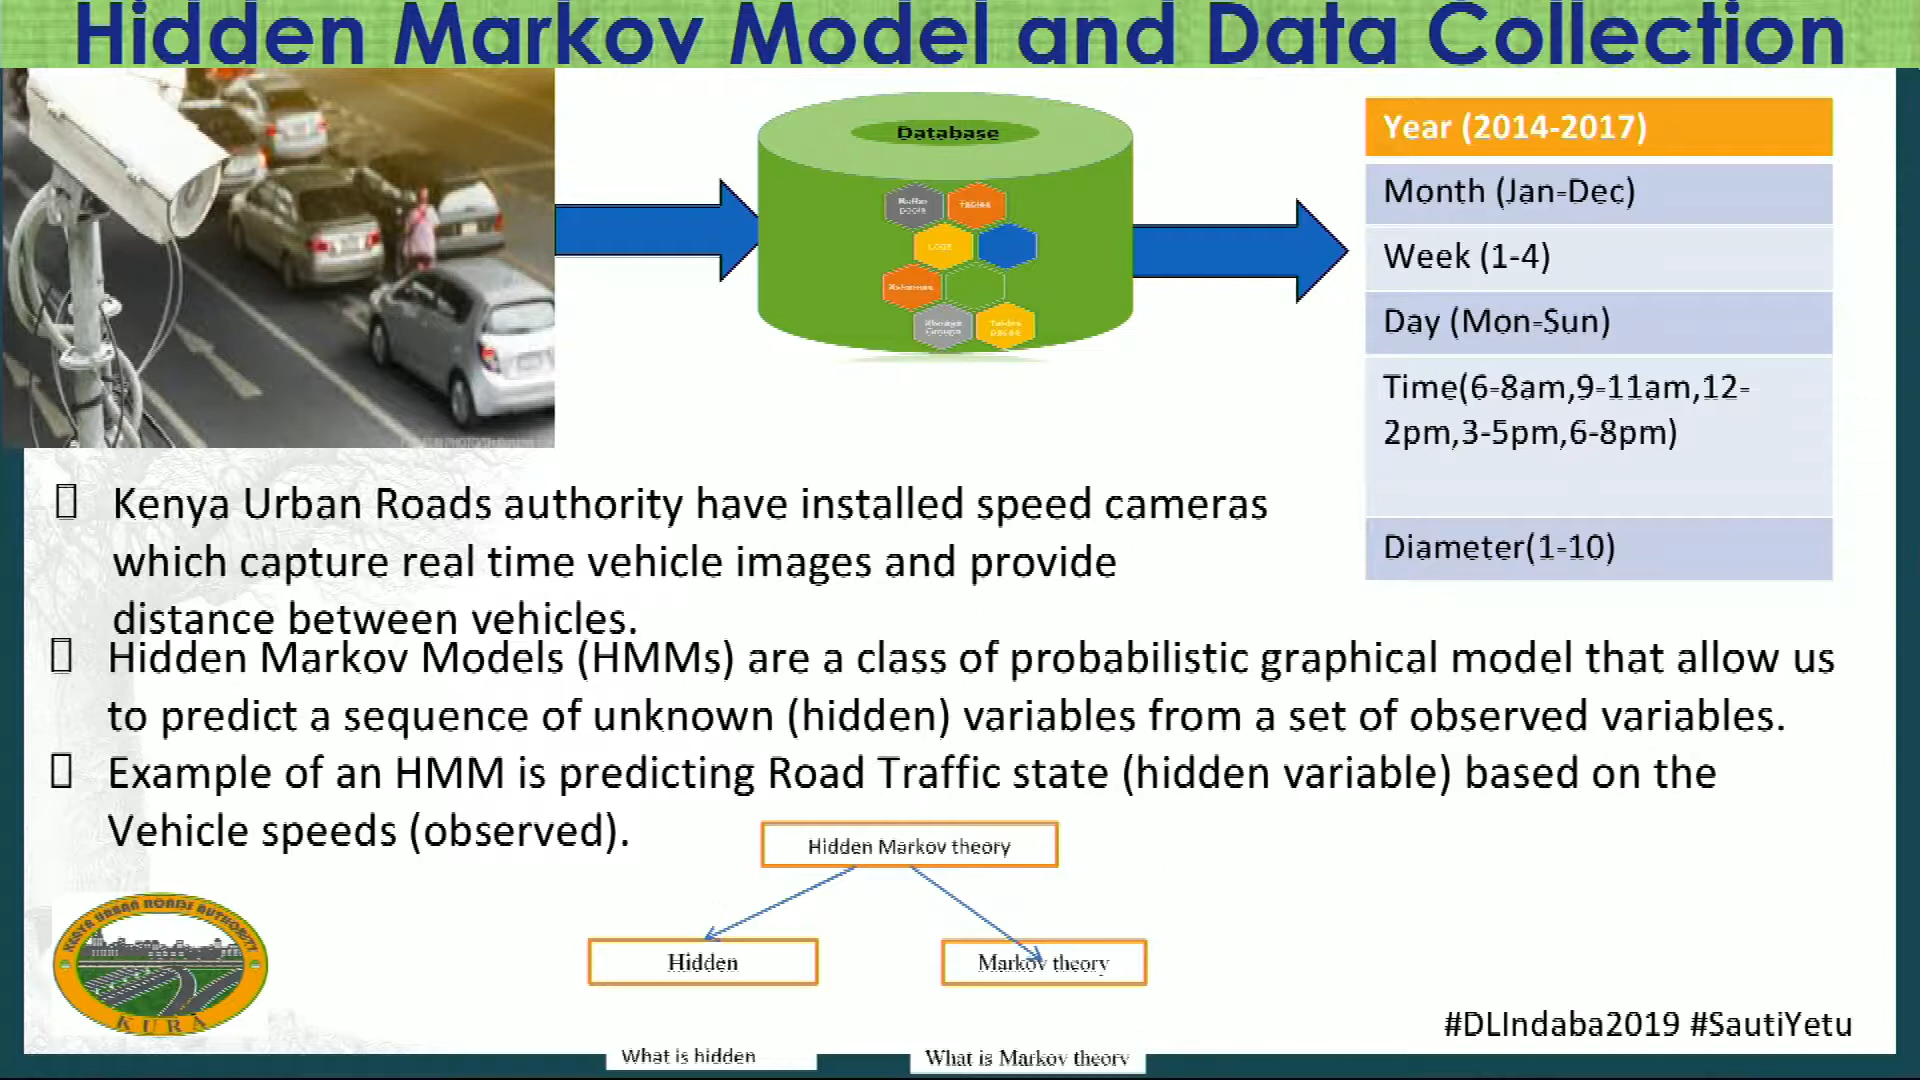 Hidden Markov Model and Data Collection
Database
Tables
Year (2014-2017)
Month (Jan-Dec)
Week (1-4)
Day (Mon-Sun)
Time(6-8am,9-11am,12-
2pm,3-5pm,6-8pm)
Diameter(1-10)
Kenya Urban Roads authority have installed speed cameras
which capture real time vehicle images and provide
distance between vehicles.
Hidden Markov Models (HMMs) are a class of probabilistic graphical model that allow us
to predict a sequence of unknown (hidden) variables from a set of observed variables.
Example of an HMM is predicting Road Traffic state (hidden variable) based on the
Vehicle speeds (observed).
Hidden Markov theory
Hidden
Markov theory
What is hidden
What is Markov theory
KENYA URBAN ROADS AUTHORITY
KURA
#DLIndaba2019 #SautiYetu